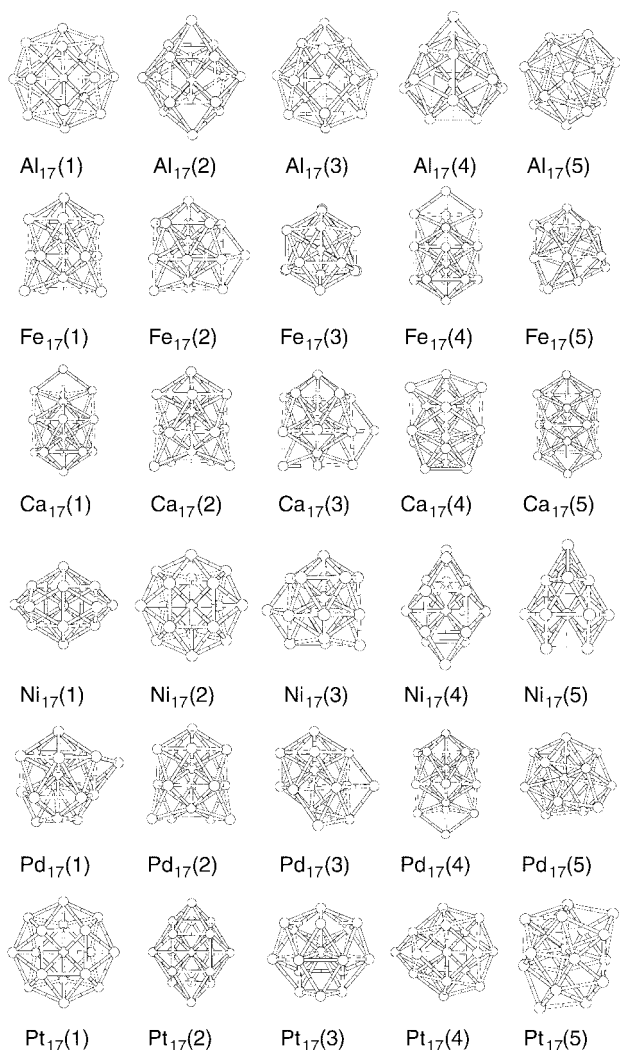 Al₁₇(1) Al₁₇(2) Al₁₇(3) Al₁₇(4) Al₁₇(5)
Fe₁₇(1) Fe₁₇(2) Fe₁₇(3) Fe₁₇(4) Fe₁₇(5)
Ca₁₇(1) Ca₁₇(2) Ca₁₇(3) Ca₁₇(4) Ca₁₇(5)
Ni₁₇(1) Ni₁₇(2) Ni₁₇(3) Ni₁₇(4) Ni₁₇(5)
Pd₁₇(1) Pd₁₇(2) Pd₁₇(3) Pd₁₇(4) Pd₁₇(5)
Pt₁₇(1) Pt₁₇(2) Pt₁₇(3) Pt₁₇(4) Pt₁₇(5)